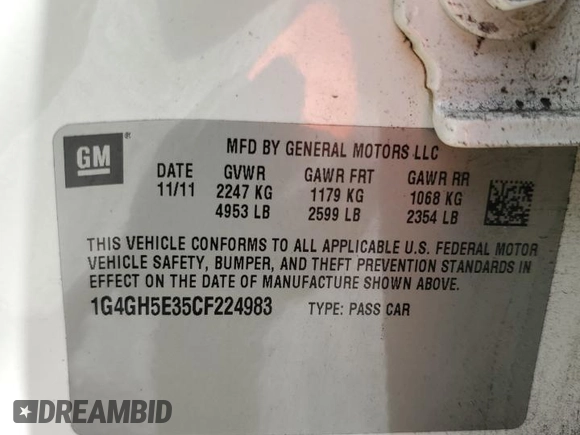 GM
MFD BY GENERAL MOTORS LLC
DATE GVWR GAWR FRT GAWR RR
11/11 2247 KG 1179 KG 1068 KG
4953 LB 2599 LB 2354 LB
THIS VEHICLE CONFORMS TO ALL APPLICABLE U.S. FEDERAL MOTOR
VEHICLE SAFETY, BUMPER, AND THEFT PREVENTION STANDARDS IN
EFFECT ON THE DATE OF MANUFACTURE SHOWN ABOVE.
1G4GH5E35CF224983 TYPE: PASS CAR
DREAMBID